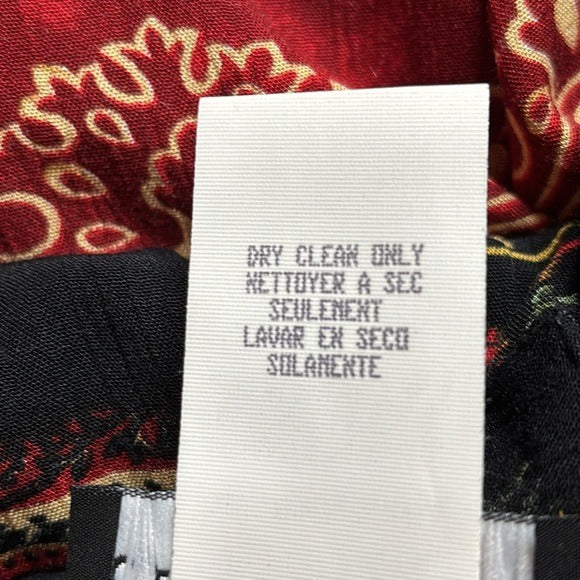 DRY CLEAN ONLY
NETTOYER A SEC
SEULEMENT
LAVAR EN SECO
SOLAMENTE